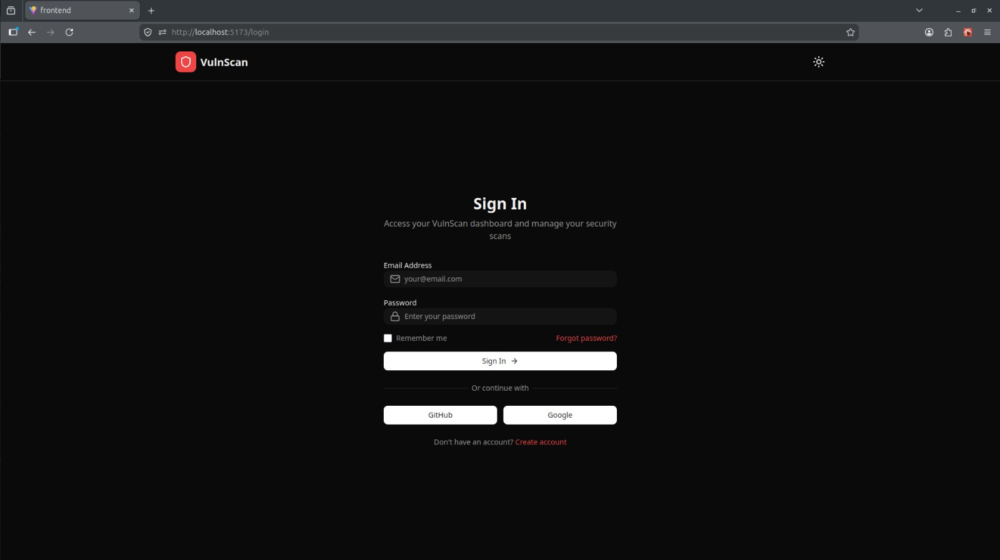 frontend
http://localhost:5173/login
VulnScan
Sign In
Access your VulnScan dashboard and manage your security
scans
Email Address
your@email.com
Password
Enter your password
Remember me
Forgot password?
Sign In →
Or continue with
GitHub
Google
Don't have an account? Create account